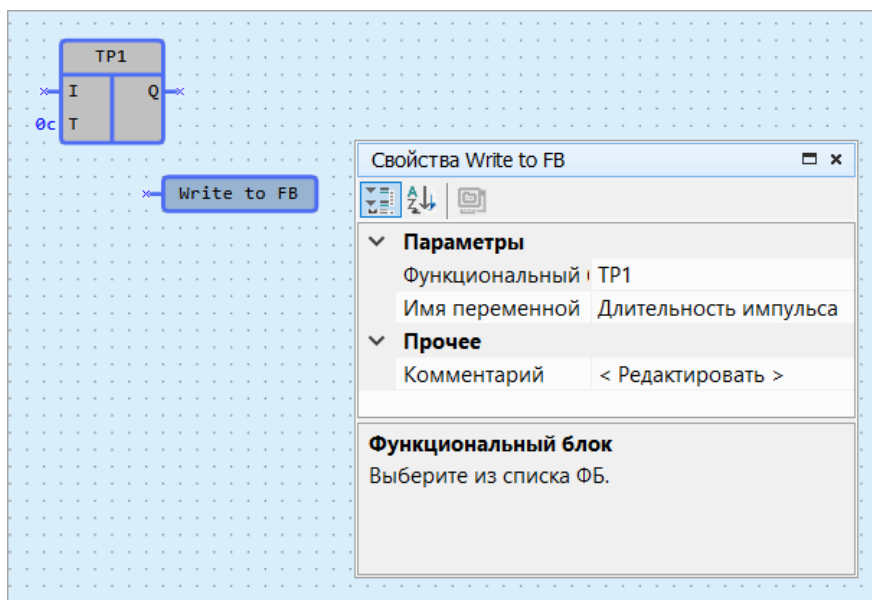 TP1
I Q
0c T
Write to FB
Свойства Write to FB
Параметры
Функциональный TP1
Имя переменной Длительность импульса
Прочее
Комментарий < Редактировать >
Функциональный блок
Выберите из списка ФБ.